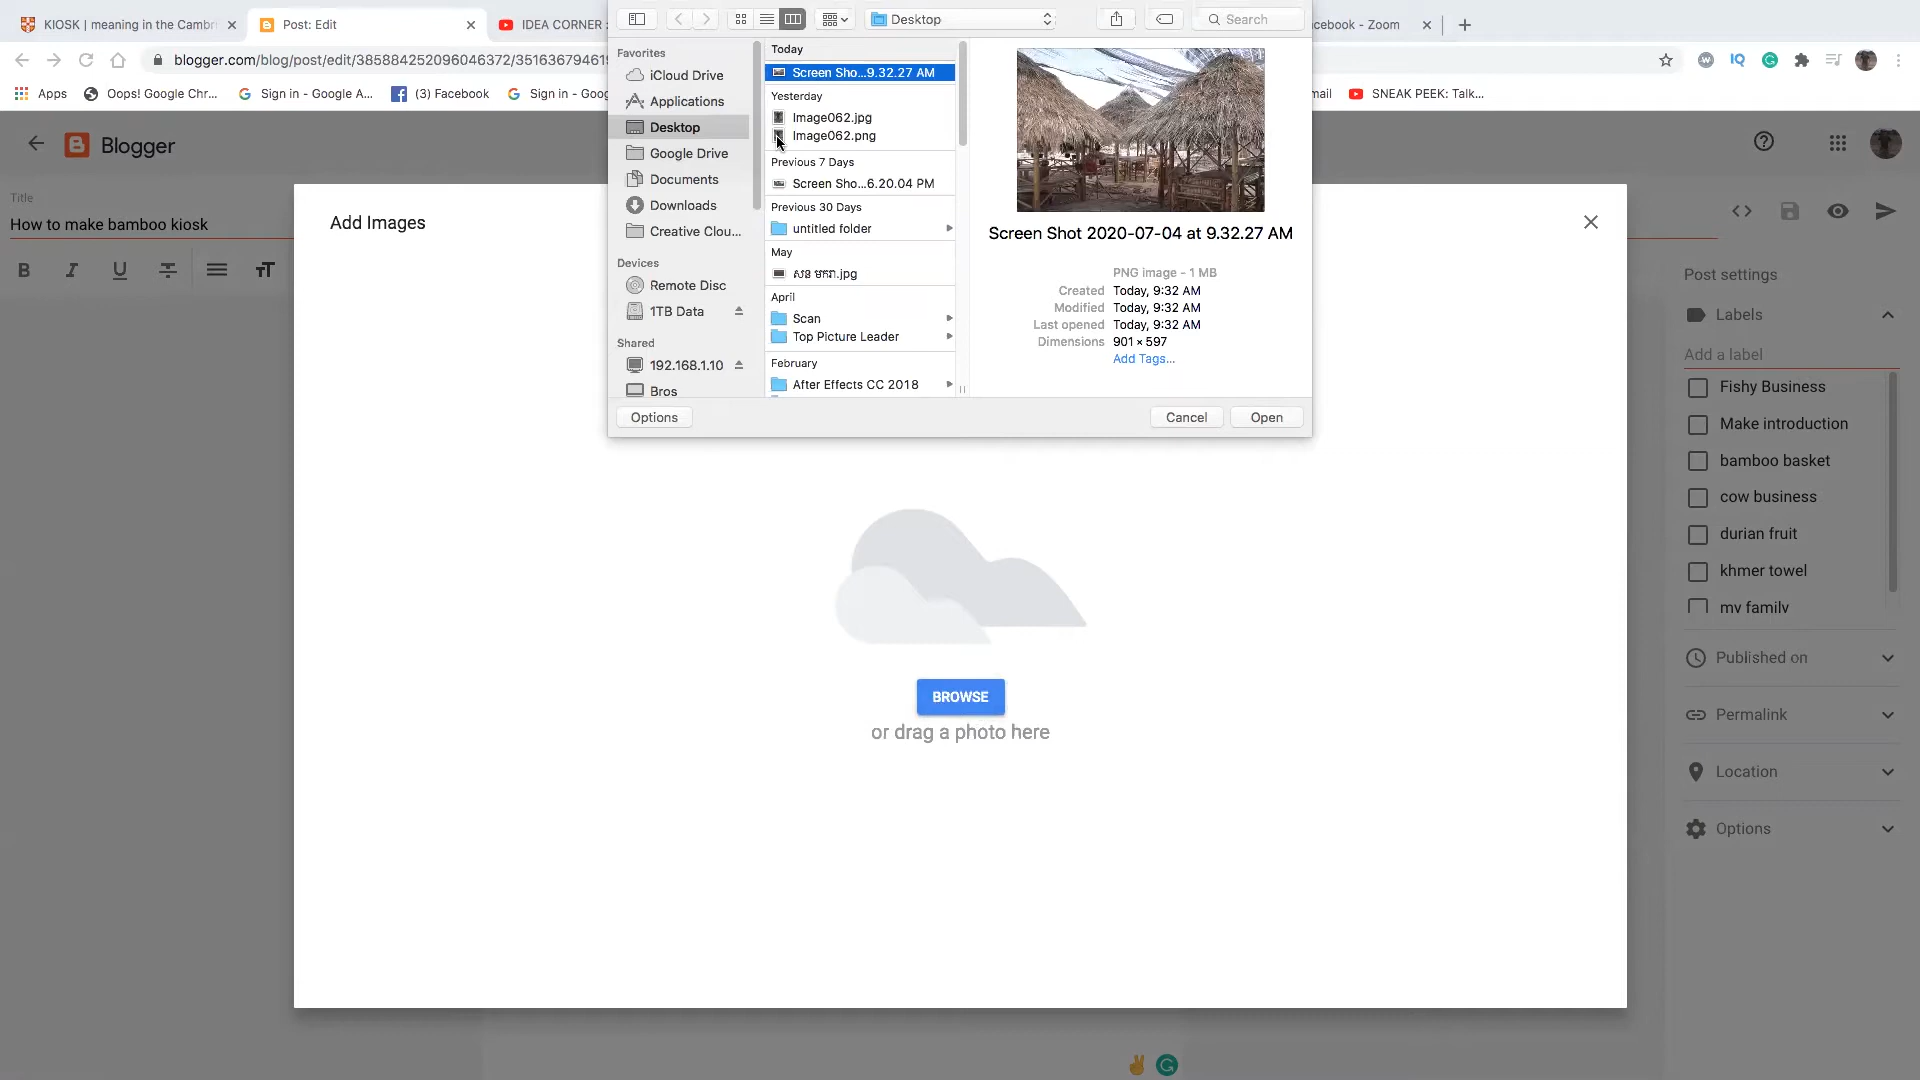 KIOSK | meaning in the Cambri
Post: Edit
IDEA CORNER :
cebook - Zoom
blogger.com/blog/post/edit/385884252096046372/351636794619
Apps
Oops! Google Chr...
Sign in - Google A...
(3) Facebook
Sign in - Goog
mail
SNEAK PEEK: Talk...
Blogger
Title
How to make bamboo kiosk
B I U
Desktop
Search
Favorites
iCloud Drive
Applications
Desktop
Google Drive
Documents
Downloads
Creative Clou...
Devices
Remote Disc
1TB Data
Shared
192.168.1.10
Bros
Today
Screen Sho...9.32.27 AM
Yesterday
Image062.jpg
Image062.png
Previous 7 Days
Screen Sho...6.20.04 PM
Previous 30 Days
untitled folder
May
April
Scan
Top Picture Leader
February
After Effects CC 2018
Screen Shot 2020-07-04 at 9.32.27 AM
PNG image - 1 MB
Created Today, 9:32 AM
Modified Today, 9:32 AM
Last opened Today, 9:32 AM
Dimensions 901 × 597
Add Tags...
Options
Cancel
Open
Add Images
BROWSE
or drag a photo here
Post settings
Labels
Add a label
Fishy Business
Make introduction
bamboo basket
cow business
durian fruit
khmer towel
my family
Published on
Permalink
Location
Options